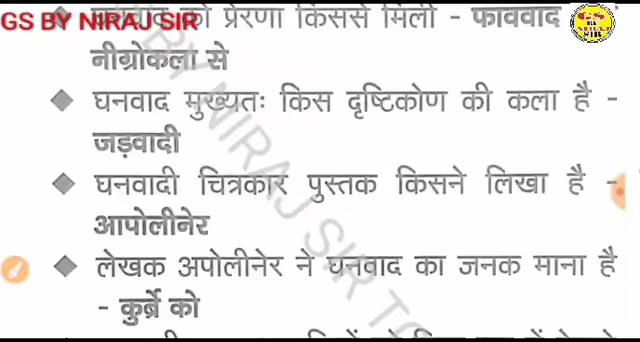 GS BY NIRAJ SIR
को प्रेरणा किससे मिली - फाववाद
नीग्रोकला से
घनवाद मुख्यतः किस दृष्टिकोण की कला है -
जड़वादी
घनवादी चित्रकार पुस्तक किसने लिखा है -
आपोलीनेर
लेखक अपोलीनेर ने घनवाद का जनक माना है
- कुर्ब्रे को